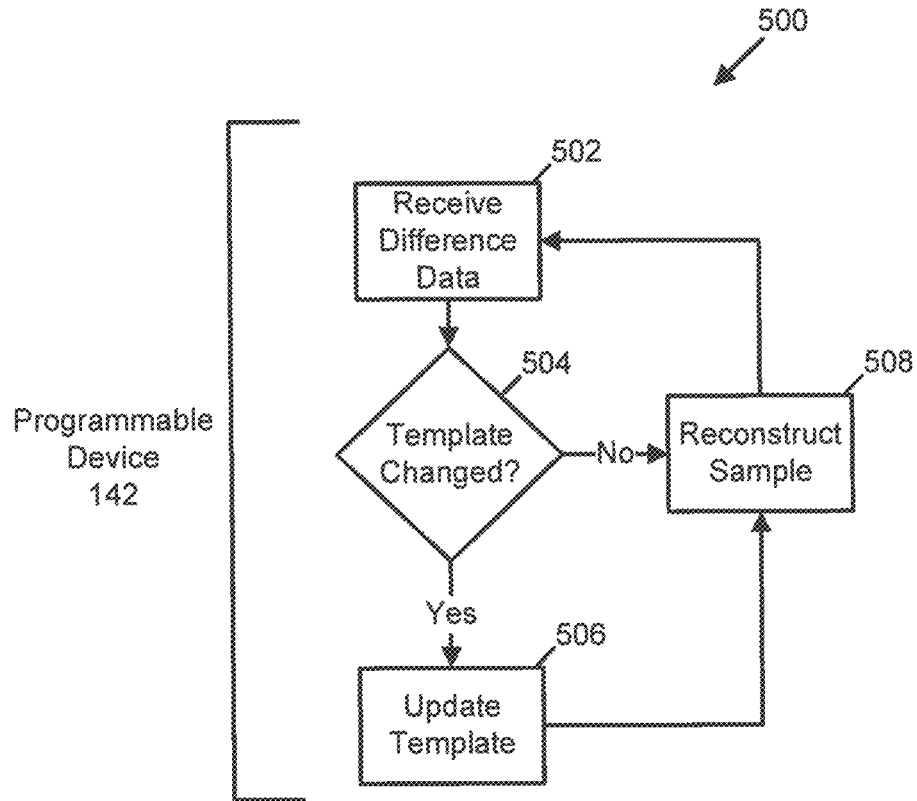 500
502
Receive
Difference
Data
504
Template
Changed?
No
508
Reconstruct
Sample
Programmable
Device
142
Yes
506
Update
Template